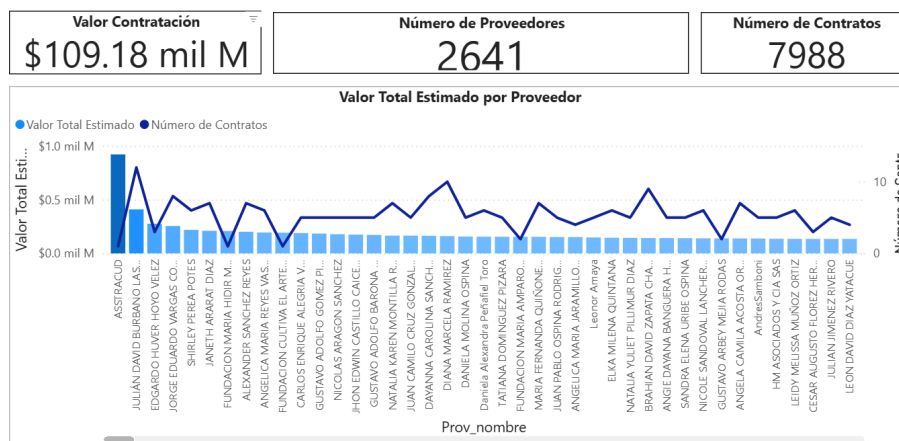 Valor Contratación
$109.18 mil M
Número de Proveedores
2641
Número de Contratos
7988
Valor Total Estimado por Proveedor
Valor Total Estimado Número de Contratos
Valor Total Esti...
$1.0 mil M
$0.5 mil M
$0.0 mil M
10
0
Número de Contr...
ASSTRACUD
JULIÁN DAVID BURBANO LAS...
EDGARDO HUVER HOYO VELEZ
JORGE EDUARDO VARGAS CO...
SHIRLEY PEREA POTES
JANETH ARARAT DIAZ
FUNDACION MARIA HIDIR M...
ALEXANDER SANCHEZ REYES
ANGELICA MARIA REYES VAS...
FUNDACION CULTIVA EL ARTE...
CARLOS ENRIQUE ALEGRIA V...
GUSTAVO ADOLFO GOMEZ PI...
NICOLAS ARAGON SANCHEZ
JHON EDWIN CASTILLO CAICE...
GUSTAVO ADOLFO BARONA ...
NATALIA KAREN MONTILLA R...
JUAN CAMILO CRUZ GONZAL...
DAYANNA CAROLINA SANCH...
DIANA MARCELA RAMIREZ
DANIELA MOLINA OSPINA
Daniela Alexandra Peñafiel Toro
TATIANA DOMINGUEZ PIZARA
FUNDACION MARIA AMPARO...
MARIA FERNANDA QUIÑONE...
JUAN PABLO OSPINA RODRIG...
ANGELICA MARIA JARAMILLO...
Leonor Amaya
ELKA MILENA QUINTANA
NATALIA YULIET PILLIMUR DIAZ
BRAHIAN DAVID ZAPATA CHA...
ANGIE DAYANA BANGUERA H...
SANDRA ELENA URIBE OSPINA
NICOLE SANDOVAL LANCHER...
GUSTAVO ARBEY MEJIA RODAS
ANGELA CAMILA ACOSTA OR...
AndresSamboni
HM ASOCIADOS Y CIA SAS
LEIDY MELISSA MUÑOZ ORTIZ
CESAR AUGUSTO FLOREZ HER...
JULIAN JIMENEZ RIVERO
LEON DAVID DIAZ YATACUE
Prov_nombre